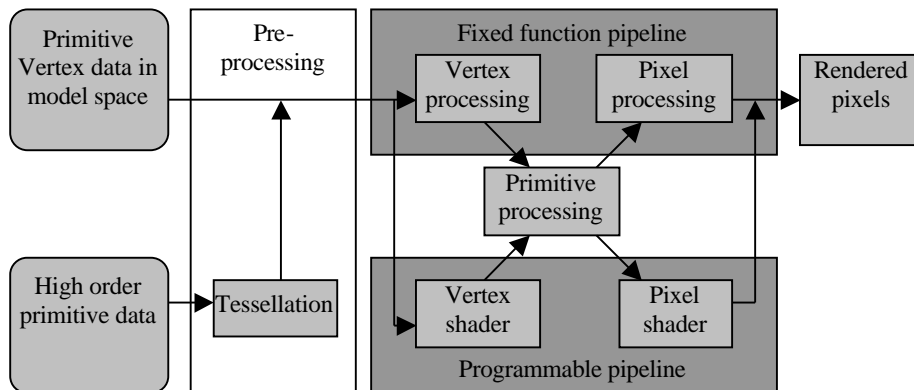 Primitive
Vertex data in
model space
Pre-
processing
Fixed function pipeline
Vertex
processing
Pixel
processing
Rendered
pixels
Primitive
processing
High order
primitive data
Tessellation
Vertex
shader
Pixel
shader
Programmable pipeline